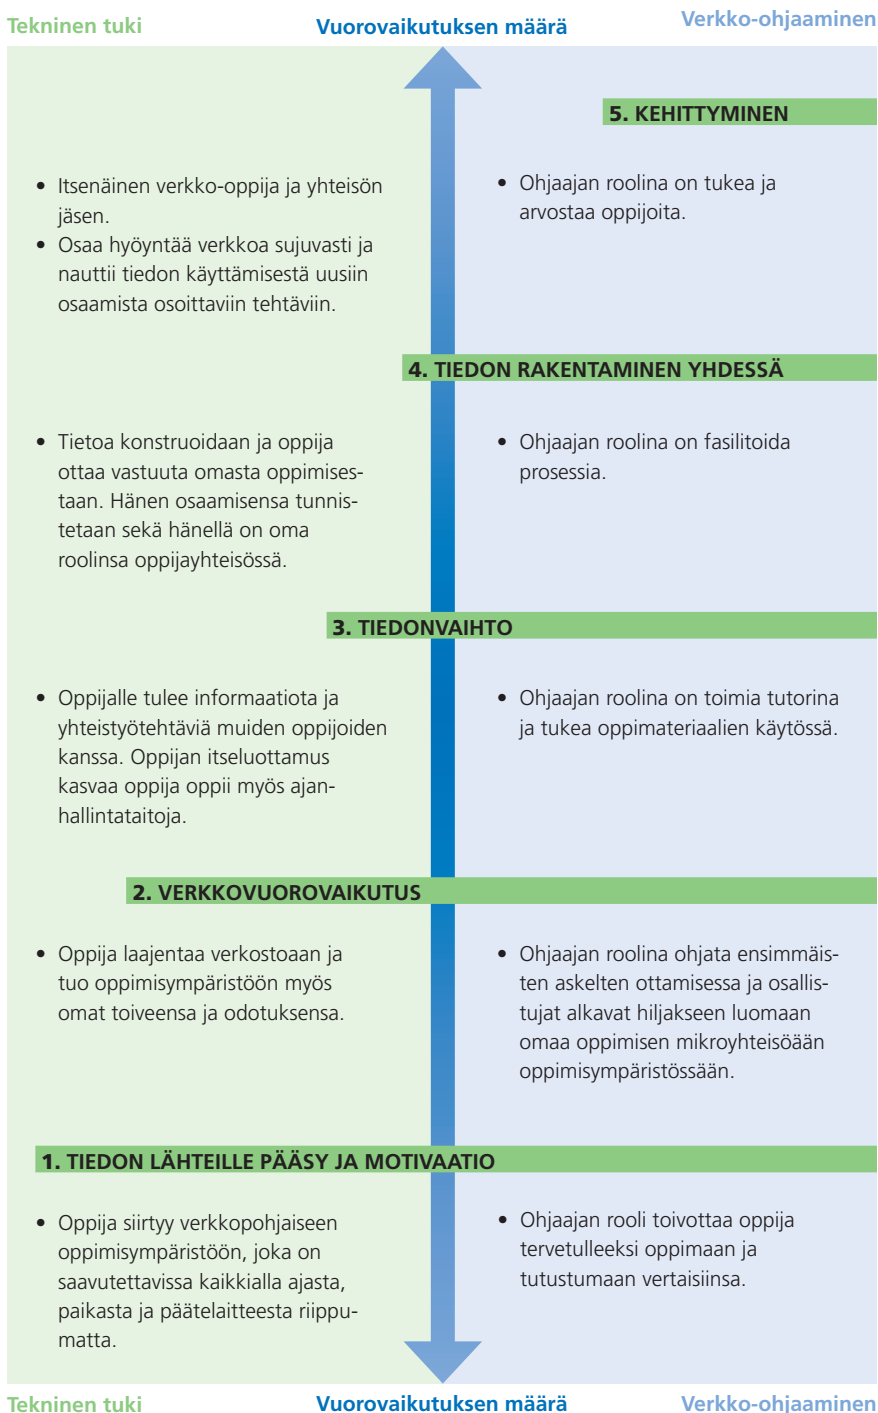 Tekninen tuki
Vuorovaikutuksen määrä
Verkko-ohjaaminen
5. KEHITTYMINEN
• Itsenäinen verkko-oppija ja yhteisön
jäsen.
• Osaa hyöyntää verkkoa sujuvasti ja
nauttii tiedon käyttämisestä uusiin
osaamista osoittaviin tehtäviin.
• Ohjaajan roolina on tukea ja
arvostaa oppijoita.
4. TIEDON RAKENTAMINEN YHDESSÄ
• Tietoa konstruoidaan ja oppija
ottaa vastuuta omasta oppimises-
taan. Hänen osaamisensa tunnis-
tetaan sekä hänellä on oma
roolinsa oppijayhteisössä.
• Ohjaajan roolina on fasilitoida
prosessia.
3. TIEDONVAIHTO
• Oppijalle tulee informaatiota ja
yhteistyötehtäviä muiden oppijoiden
kanssa. Oppijan itseluottamus
kasvaa oppija oppii myös ajan-
hallintataitoja.
• Ohjaajan roolina on toimia tutorina
ja tukea oppimateriaalien käytössä.
2. VERKKOVUOROVAIKUTUS
• Oppija laajentaa verkostoaan ja
tuo oppimisympäristöön myös
omat toiveensa ja odotuksensa.
• Ohjaajan roolina ohjata ensimmäis-
ten askelten ottamisessa ja osallis-
tujat alkavat hiljakseen luomaan
omaa oppimisen mikroyhteisöään
oppimisympäristössään.
1. TIEDON LÄHTEILLE PÄÄSY JA MOTIVAATIO
• Oppija siirtyy verkkopohjaiseen
oppimisympäristöön, joka on
saavutettavissa kaikkialla ajasta,
paikasta ja päätelaitteesta riippu-
matta.
• Ohjaajan rooli toivottaa oppija
tervetulleeksi oppimaan ja
tutustumaan vertaisiinsa.
Tekninen tuki
Vuorovaikutuksen määrä
Verkko-ohjaaminen